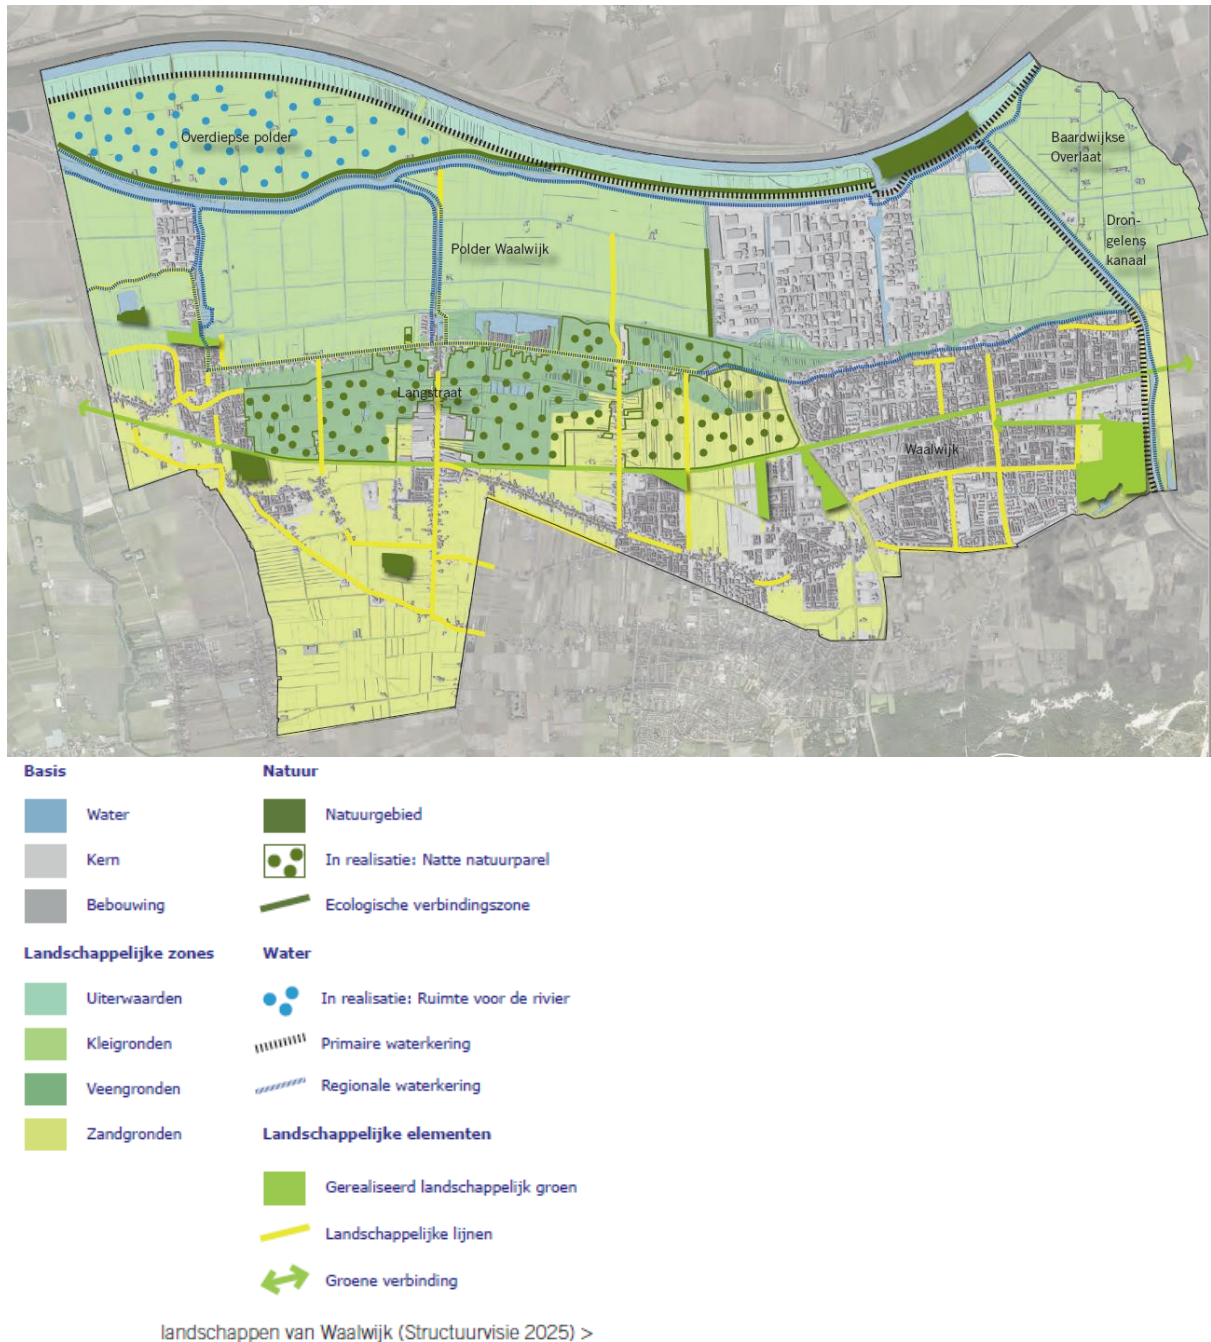 Overdiepse polder
Baardwijkse
Overlaat
Dron-
gelens
kanaal
Polder Waalwijk
Langstraat
Waalwijk
Basis
Water
Kern
Bebouwing
Landschappelijke zones
Uiterwaarden
Kleigronden
Veengronden
Zandgronden
Natuur
Natuurgebied
In realisatie: Natte natuurparel
Ecologische verbindingszone
Water
In realisatie: Ruimte voor de rivier
Primaire waterkering
Regionale waterkering
Landschappelijke elementen
Gerealiseerd landschappelijk groen
Landschappelijke lijnen
Groene verbinding
landschappen van Waalwijk (Structuurvisie 2025) >